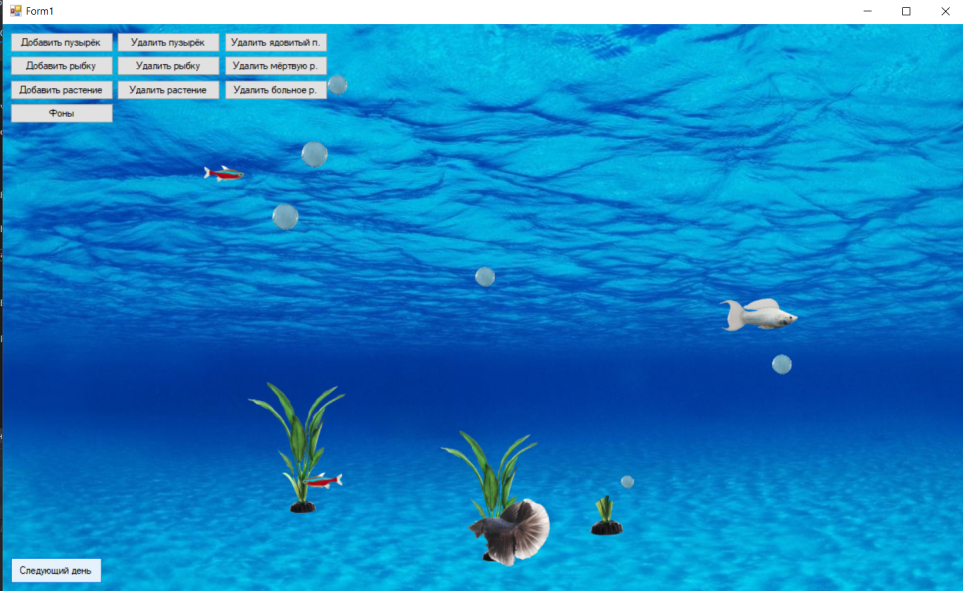 Form1
Добавить пузырёк Удалить пузырёк Удалить ядовитый п.
Добавить рыбку Удалить рыбку Удалить мёртвую р.
Добавить растение Удалить растение Удалить больное р.
Фоны
Следующий день